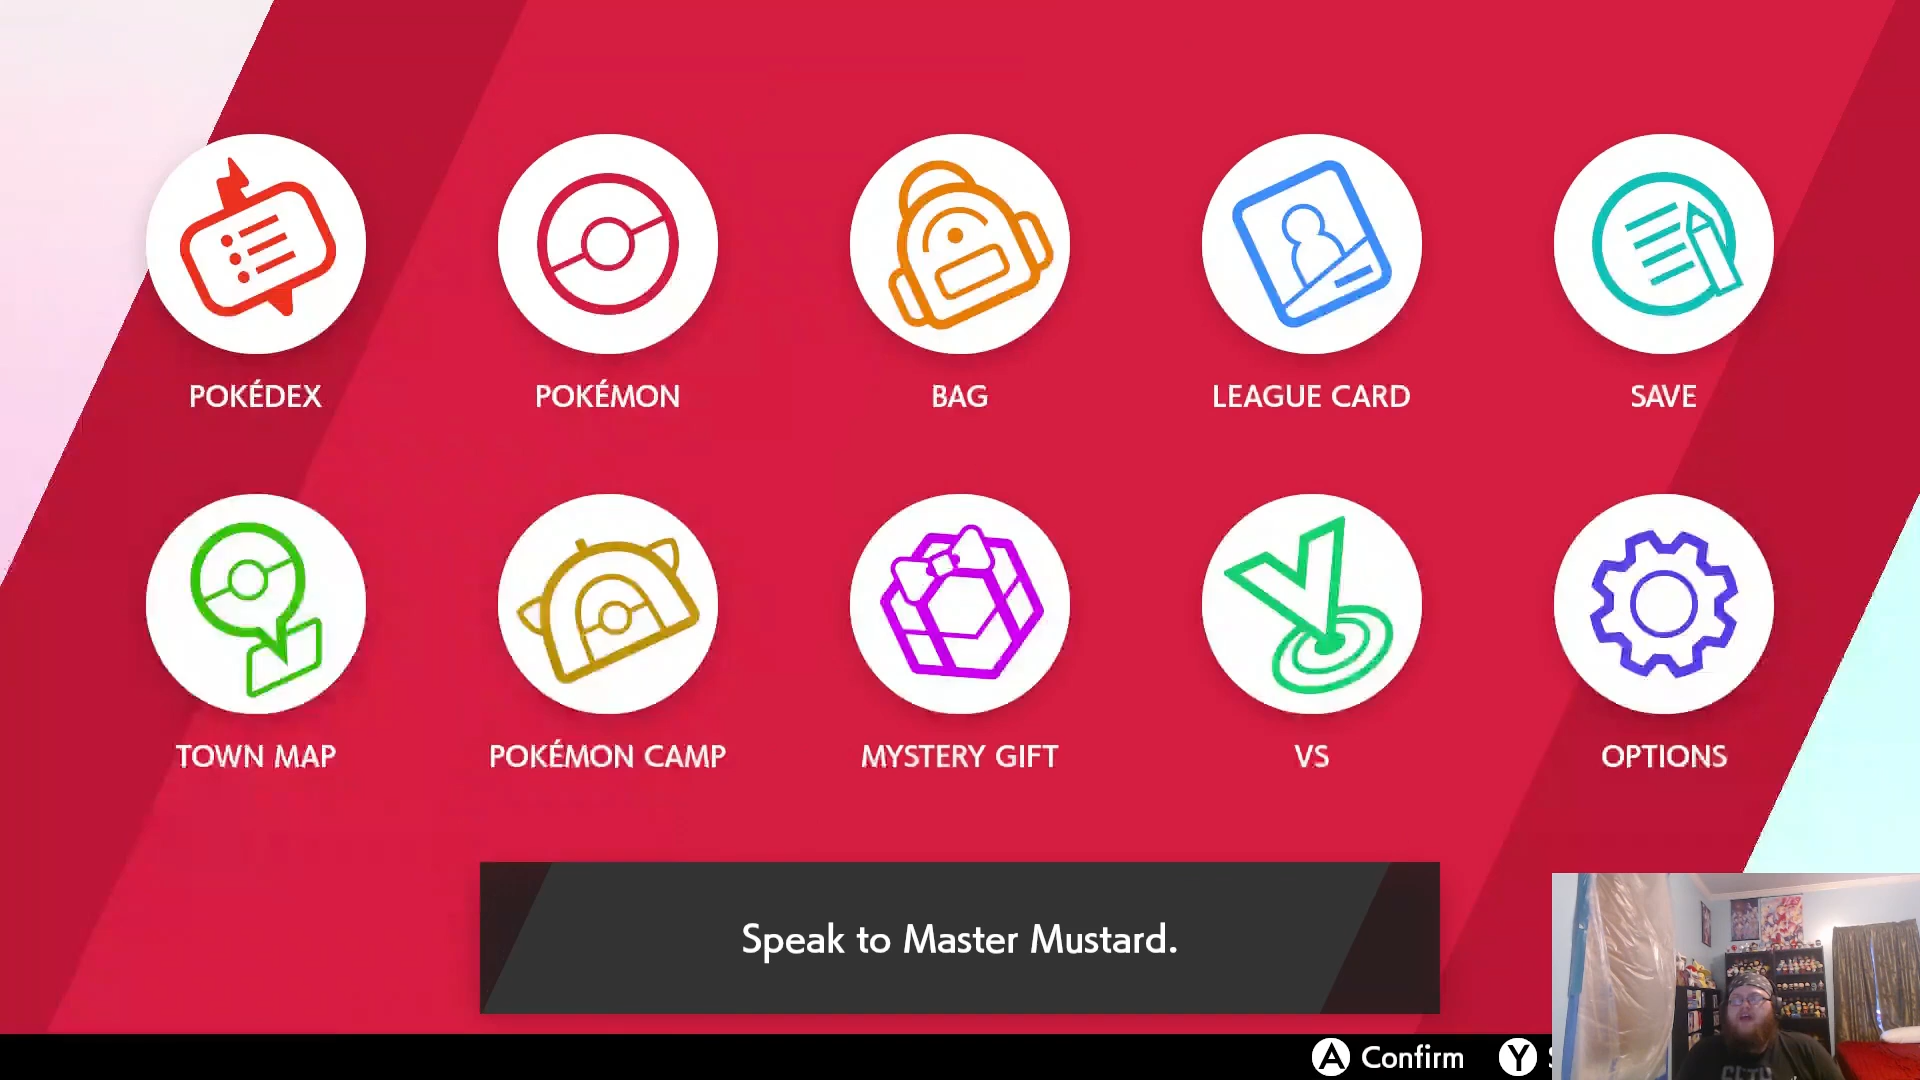 POKÉDEX
POKÉMON
BAG
LEAGUE CARD
SAVE
TOWN MAP
POKÉMON CAMP
MYSTERY GIFT
VS
OPTIONS
Speak to Master Mustard.
A Confirm
Y